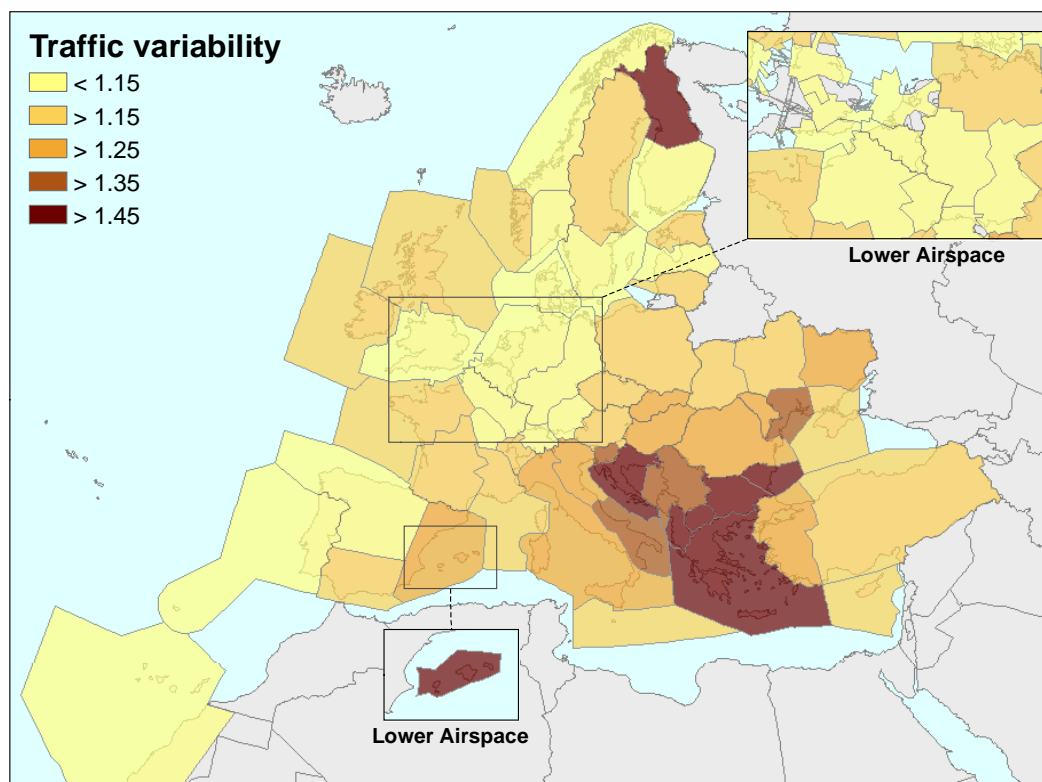 Traffic variability
< 1.15
> 1.15
> 1.25
> 1.35
> 1.45
Lower Airspace
Lower Airspace